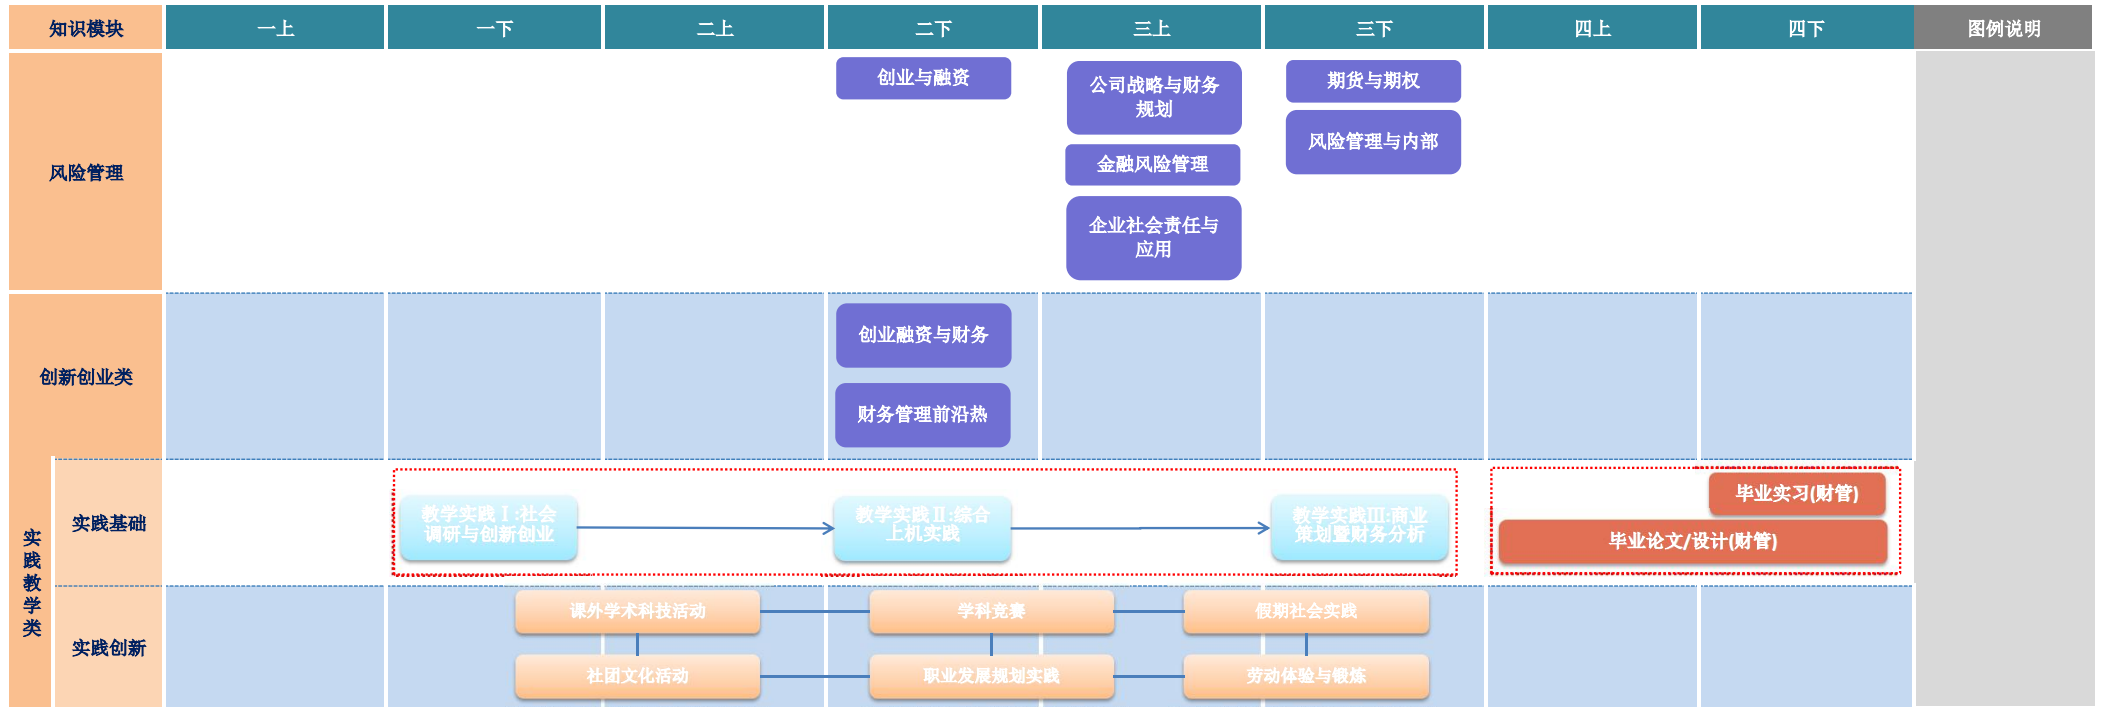 知识模块 一上 一下 二上 二下 三上 三下 四上 四下 图例说明
风险管理
创业与融资
公司战略与财务
规划
金融风险管理
企业社会责任与
应用
期货与期权
风险管理与内部
创新创业类
创业融资与财务
财务管理前沿热
实践教学类
实践基础
教学实践Ⅰ:社会
调研与创新创业
教学实践Ⅱ:综合
上机实践
教学实践Ⅲ:商业
策划暨财务分析
毕业实习(财管)
毕业论文/设计(财管)
实践创新
课外学术科技活动
学科竞赛
假期社会实践
社团文化活动
职业发展规划实践
劳动体验与锻炼